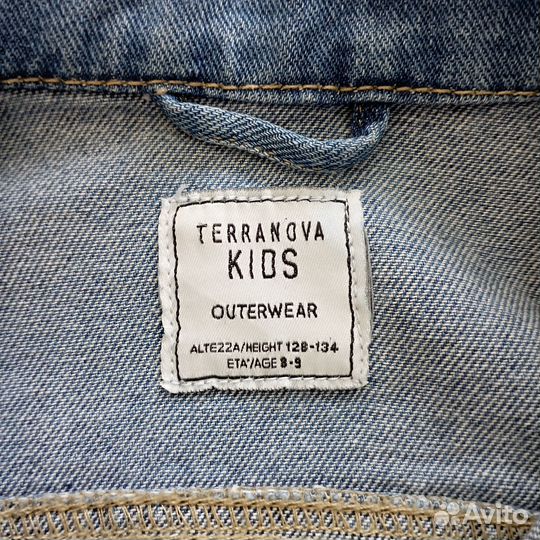 TERRANOVA
KIDS
OUTERWEAR
ALTEZZA/HEIGHT 128-134
ETA'/AGE 8-9
Avito